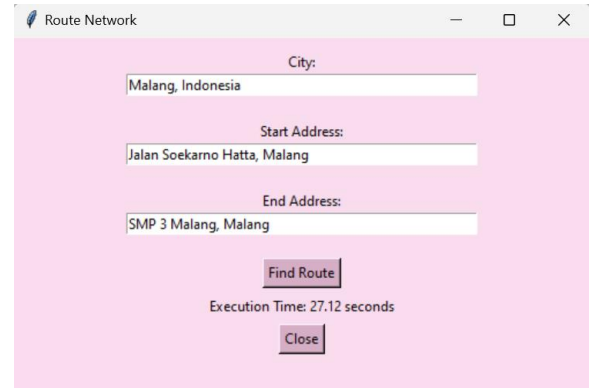 Route Network
City:
Malang, Indonesia
Start Address:
Jalan Soekarno Hatta, Malang
End Address:
SMP 3 Malang, Malang
Find Route
Execution Time: 27.12 seconds
Close